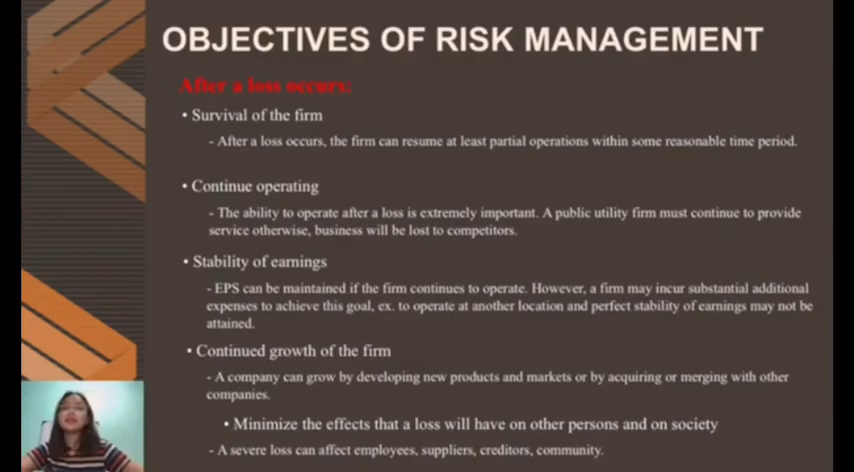 OBJECTIVES OF RISK MANAGEMENT
After a loss occurs:
• Survival of the firm
- After a loss occurs, the firm can resume at least partial operations within some reasonable time period.
• Continue operating
- The ability to operate after a loss is extremely important. A public utility firm must continue to provide
service otherwise, business will be lost to competitors.
• Stability of earnings
- EPS can be maintained if the firm continues to operate. However, a firm may incur substantial additional
expenses to achieve this goal, ex. to operate at another location and perfect stability of earnings may not be
attained.
• Continued growth of the firm
- A company can grow by developing new products and markets or by acquiring or merging with other
companies.
• Minimize the effects that a loss will have on other persons and on society
- A severe loss can affect employees, suppliers, creditors, community.